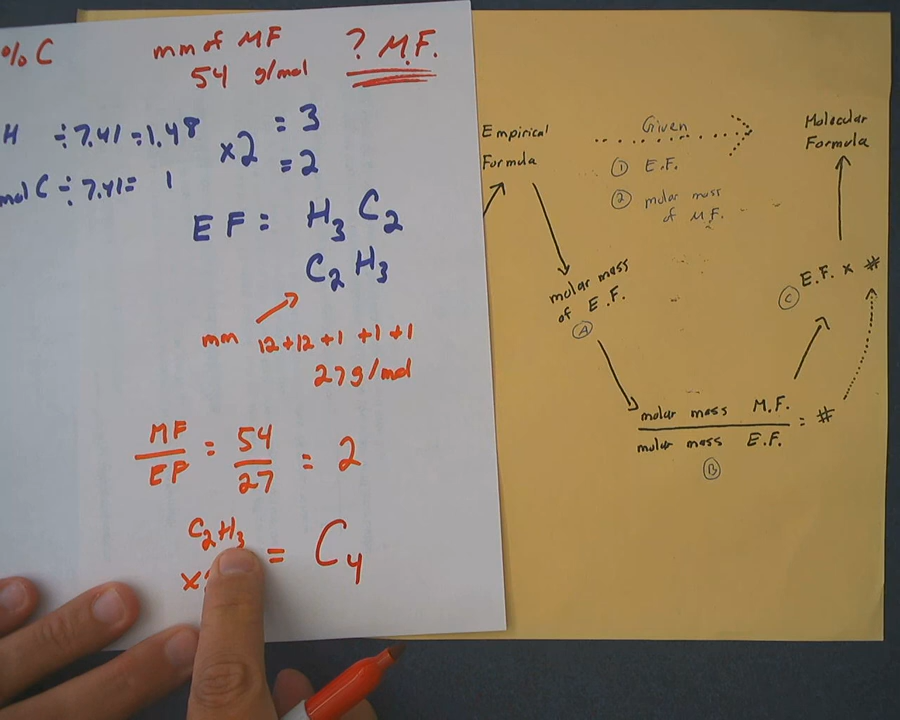 % C
mm of MF
54 g/mol
? M.F.
H ÷ 7.41 = 1.48
x2
= 3
= 2
mol C ÷ 7.41 = 1
EF = H3 C2
C2 H3
mm 12+12+1 +1 +1
27 g/mol
MF/EF = 54/27 = 2
C2H3 = C4
x
Empirical
Formula
Given
① E.F.
② molar mass
of M.F.
Molecular
Formula
molar mass
of E.F.
Ⓐ
molar mass M.F.
= #
molar mass E.F.
Ⓑ
Ⓒ E.F. x #